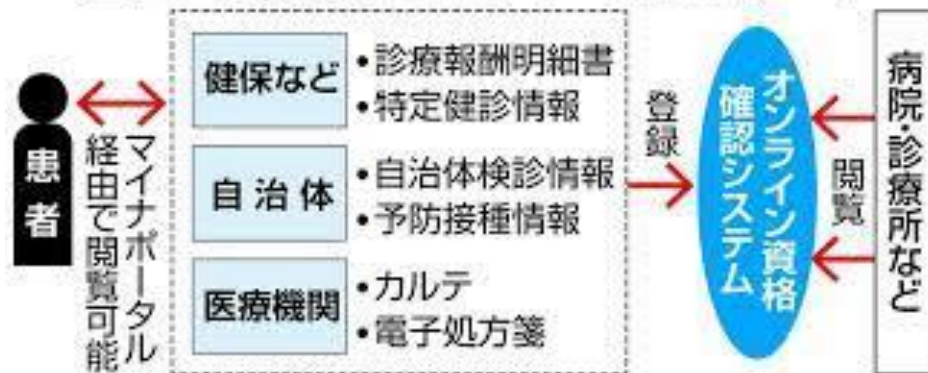 患者
マイナポータル
経由で閲覧可能
健保など
・診療報酬明細書
・特定健診情報
自治体
・自治体検診情報
・予防接種情報
医療機関
・カルテ
・電子処方箋
登録
オンライン資格
確認システム
閲覧
病院・診療所など